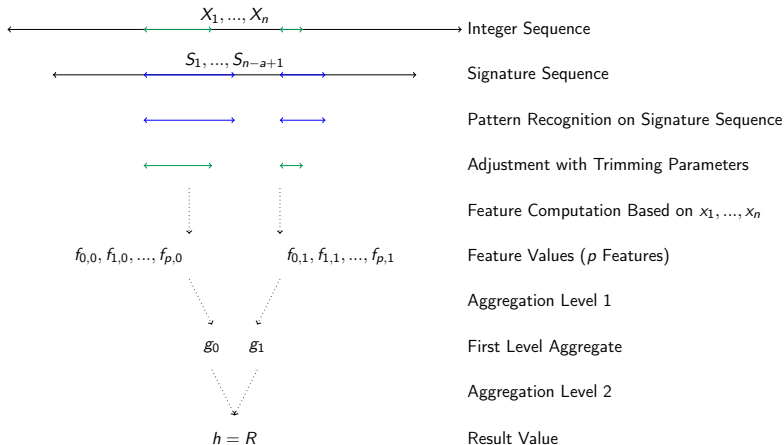 X₁, ..., Xₙ
Integer Sequence
S₁, ..., Sₙ₋ₐ₊₁
Signature Sequence
Pattern Recognition on Signature Sequence
Adjustment with Trimming Parameters
Feature Computation Based on x₁, ..., xₙ
f₀,₀, f₁,₀, ..., fₚ,₀
f₀,₁, f₁,₁, ..., fₚ,₁
Feature Values (p Features)
Aggregation Level 1
g₀
g₁
First Level Aggregate
Aggregation Level 2
h = R
Result Value